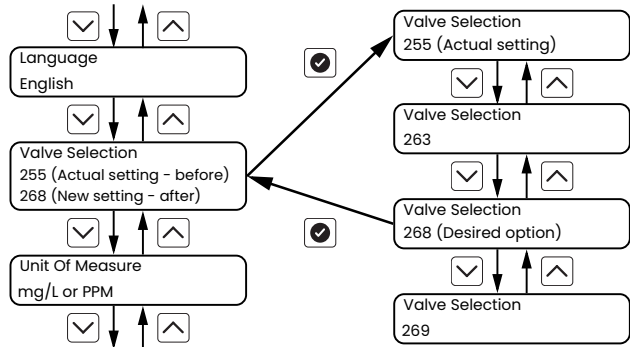 Language
English
Valve Selection
255 (Actual setting - before)
268 (New setting - after)
Unit Of Measure
mg/L or PPM
Valve Selection
255 (Actual setting)
Valve Selection
263
Valve Selection
268 (Desired option)
Valve Selection
269